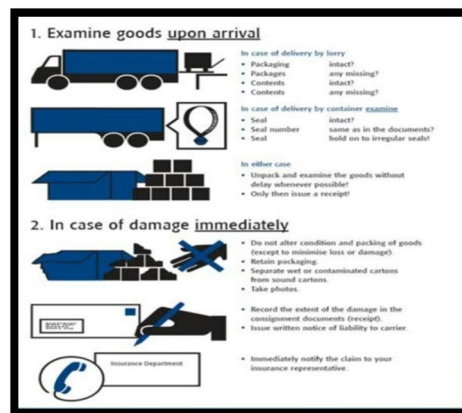 1. Examine goods upon arrival
In case of delivery by lorry
• Packaging intact?
• Packages any missing?
• Contents intact?
• Contents any missing?
In case of delivery by container examine
• Seal intact?
• Seal number same as in the documents?
• Seal hold on to irregular seals!
In either case
• Unpack and examine the goods without
delay whenever possible!
• Only then issue a receipt!
2. In case of damage immediately
• Do not alter condition and packing of goods
(except to minimise loss or damage).
• Retain packaging.
• Separate wet or contaminated cartons
from sound cartons.
• Take photos.
• Record the extent of the damage in the
consignment documents (receipt).
• Issue written notice of liability to carrier.
Insurance Department
• Immediately notify the claim to your
insurance representative.